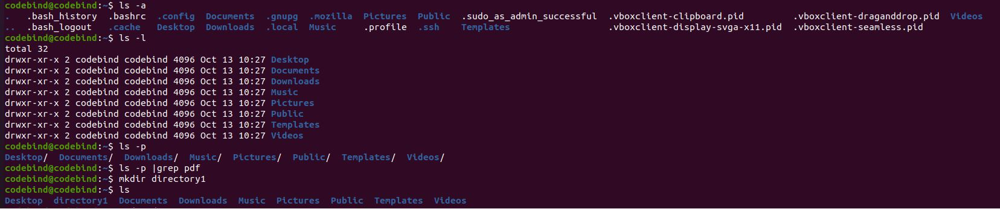 codebind@codebind:~$ ls -a
.   .bash_history  .bashrc  .config  Documents  .gnupg  .mozilla  Pictures  Public  .sudo_as_admin_successful  .vboxclient-clipboard.pid         .vboxclient-draganddrop.pid  Videos
..  .bash_logout   .cache   Desktop  Downloads  .local  Music     .profile  .ssh    Templates                  .vboxclient-display-svga-x11.pid  .vboxclient-seamless.pid
codebind@codebind:~$ ls -l
total 32
drwxr-xr-x 2 codebind codebind 4096 Oct 13 10:27 Desktop
drwxr-xr-x 2 codebind codebind 4096 Oct 13 10:27 Documents
drwxr-xr-x 2 codebind codebind 4096 Oct 13 10:27 Downloads
drwxr-xr-x 2 codebind codebind 4096 Oct 13 10:27 Music
drwxr-xr-x 2 codebind codebind 4096 Oct 13 10:27 Pictures
drwxr-xr-x 2 codebind codebind 4096 Oct 13 10:27 Public
drwxr-xr-x 2 codebind codebind 4096 Oct 13 10:27 Templates
drwxr-xr-x 2 codebind codebind 4096 Oct 13 10:27 Videos
codebind@codebind:~$ ls -p
Desktop/  Documents/  Downloads/  Music/  Pictures/  Public/  Templates/  Videos/
codebind@codebind:~$ ls -p |grep pdf
codebind@codebind:~$ mkdir directory1
codebind@codebind:~$ ls
Desktop  directory1  Documents  Downloads  Music  Pictures  Public  Templates  Videos